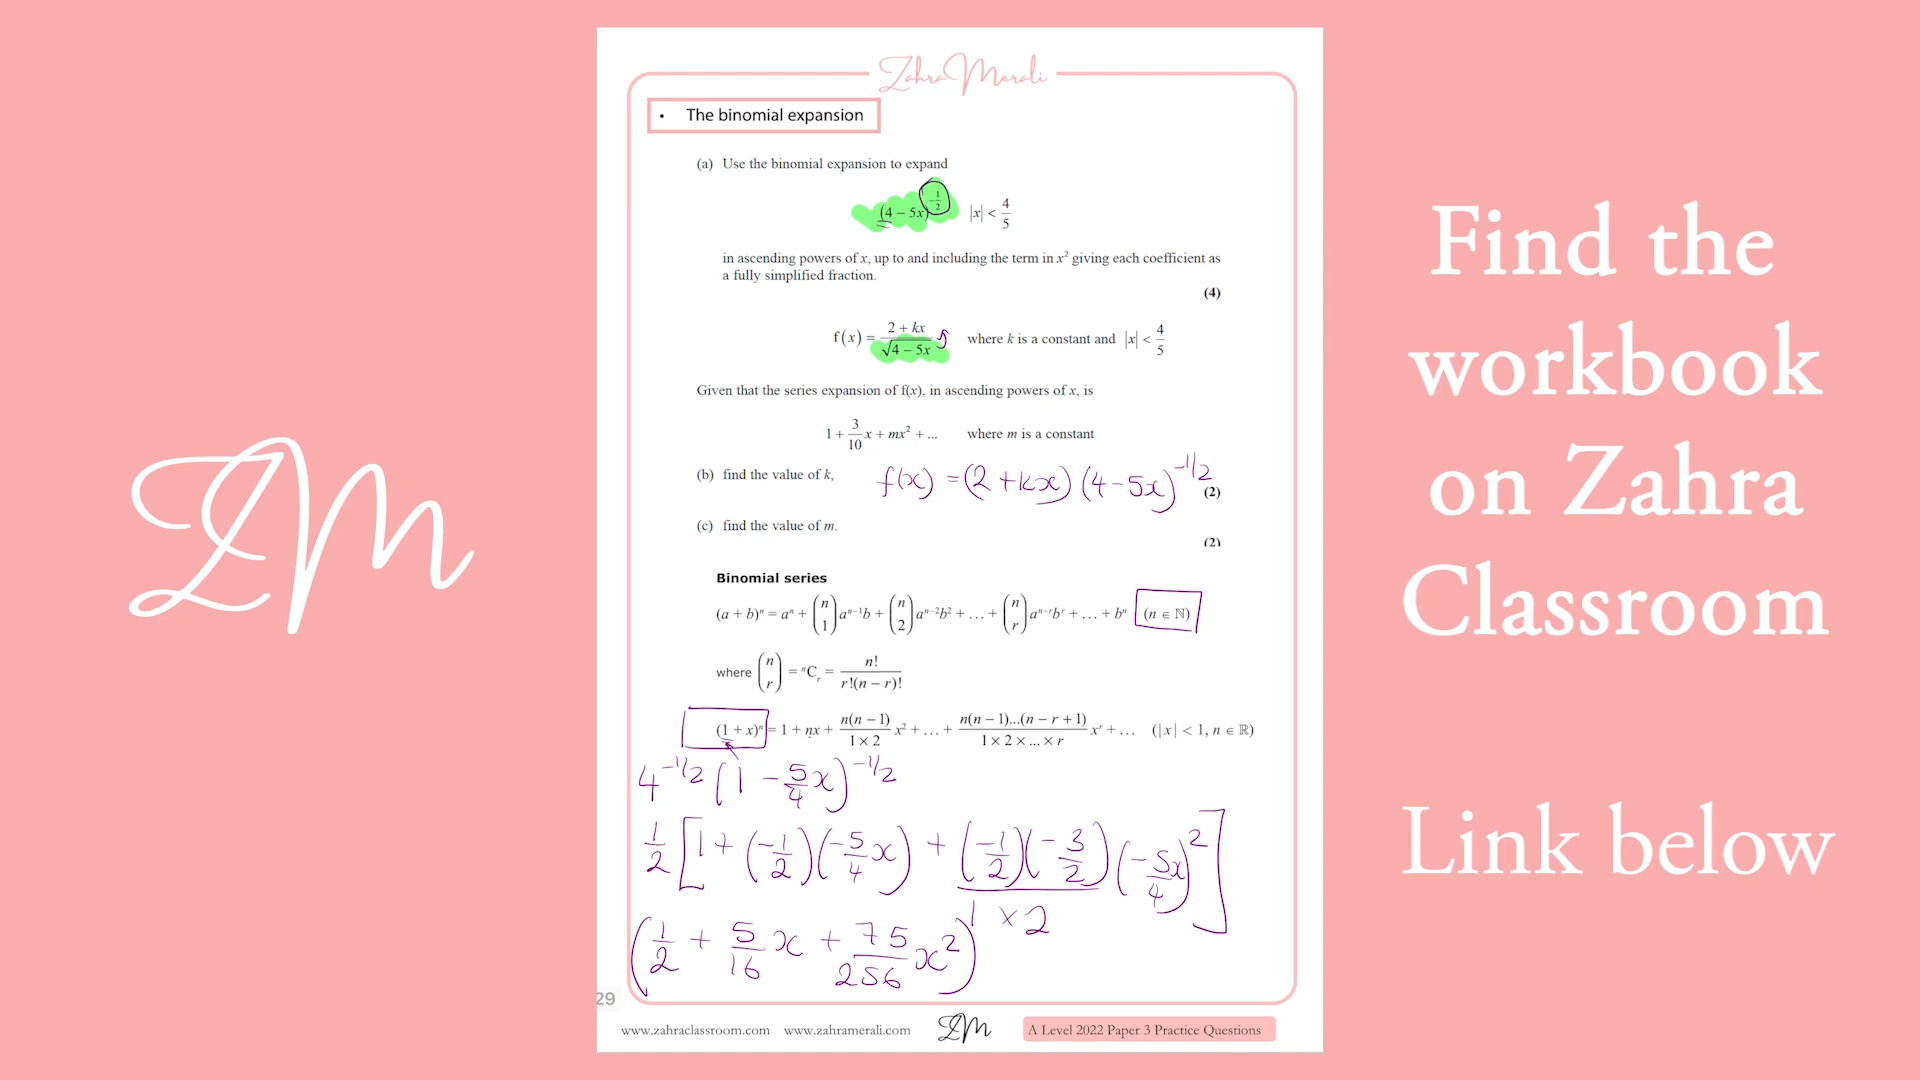 ZM
Zahra Merali
• The binomial expansion
(a) Use the binomial expansion to expand
(4 – 5x)^{-1/2} |x| < 4/5
in ascending powers of x, up to and including the term in x² giving each coefficient as
a fully simplified fraction.
(4)
f(x) = (2 + kx)/√(4 – 5x) where k is a constant and |x| < 4/5
Given that the series expansion of f(x), in ascending powers of x, is
1 + 3/10 x + mx² + ... where m is a constant
(b) find the value of k,
f(x) = (2 + kx) (4 – 5x)^{-1/2}
(2)
(c) find the value of m.
(2)
Binomial series
(a + b)ⁿ = aⁿ + (n 1) aⁿ⁻¹b + (n 2) aⁿ⁻²b² + … + (n r) aⁿ⁻ʳbʳ + … + bⁿ (n ∈ ℕ)
where (n r) = ⁿCᵣ = n!/r!(n – r)!
(1 + x)ⁿ = 1 + nx + n(n – 1)/1 × 2 x² + … + n(n – 1)…(n – r + 1)/1 × 2 × … × r xʳ + … (|x| < 1, n ∈ ℝ)
4^{-1/2} (1 – 5/4 x)^{-1/2}
1/2 [1 + (-1/2)(-5/4 x) + (-1/2)(-3/2)/1 × 2 (-5x/4)²]
(1/2 + 5/16 x + 75/256 x²)
29
www.zahraclassroom.com www.zahramerali.com ZM A Level 2022 Paper 3 Practice Questions
Find the
workbook
on Zahra
Classroom
Link below